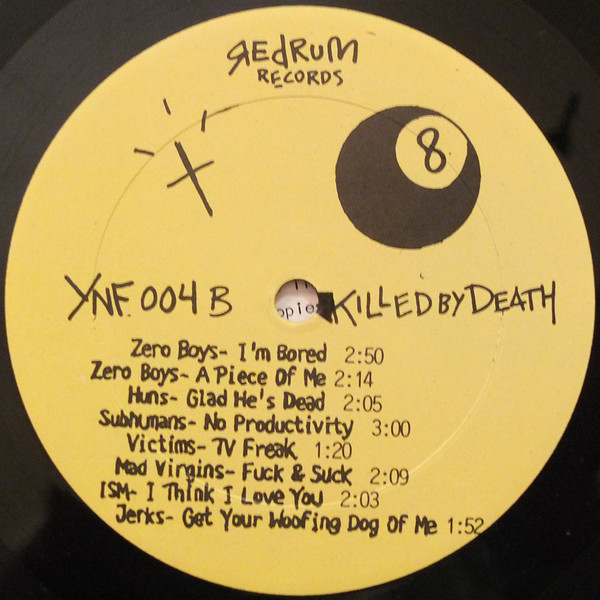 REDRUM
RECORDS
8
YNF. 004 B
KILLED BY DEATH
Zero Boys- I'm Bored 2:50
Zero Boys- A Piece Of Me 2:14
Huns- Glad He's Dead 2:05
Subhumans- No Productivity 3:00
Victims- TV Freak 1:20
Mad Virgins- Fuck & Suck 2:09
ISM- I Think I Love You 2:03
Jerks- Get Your Woofing Dog Of Me 1:52